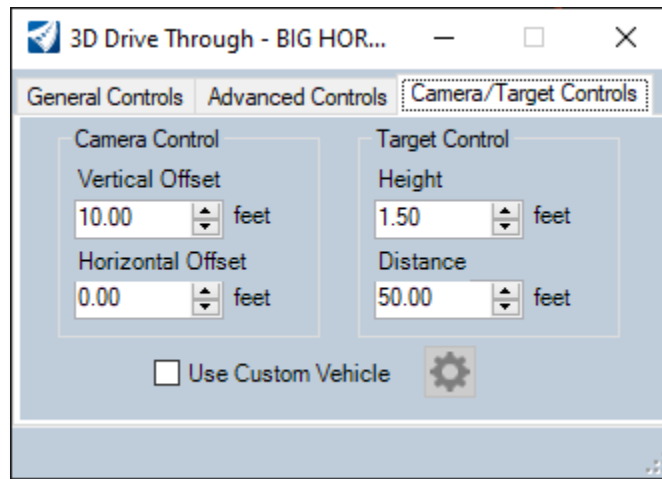 3D Drive Through - BIG HOR...
General Controls Advanced Controls Camera/Target Controls
Camera Control Target Control
Vertical Offset Height
10.00 feet 1.50 feet
Horizontal Offset Distance
0.00 feet 50.00 feet
Use Custom Vehicle